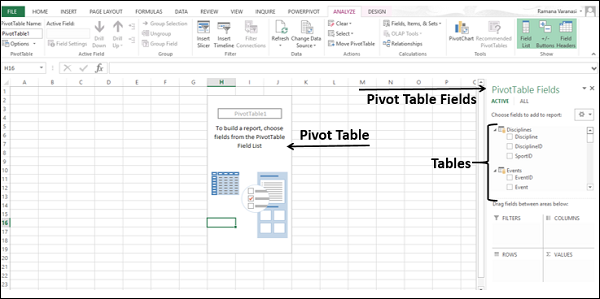 FILE HOME INSERT PAGE LAYOUT FORMULAS DATA REVIEW VIEW INQUIRE POWERPIVOT ANALYZE DESIGN Ramana Varanasi
PivotTable Name:
PivotTable1
Options
PivotTable
Active Field:
Field Settings
Drill Down
Drill Up
Active Field
Group Selection
Ungroup
Group Field
Group
Insert Slicer
Insert Timeline
Filter Connections
Filter
Refresh
Change Data Source
Data
Clear
Select
Move PivotTable
Actions
Fields, Items, & Sets
OLAP Tools
Relationships
Calculations
PivotChart
Recommended PivotTables
Tools
Field List
+/- Buttons
Field Headers
Show
H16
fx
A B C D E F G H I J K L M N O P Q
1
2
3
4
5
6
7
8
9
10
11
12
13
14
15
16
17
18
19
20
21
22
23
PivotTable1
To build a report, choose
fields from the PivotTable
Field List
Pivot Table
Pivot Table Fields
Tables
PivotTable Fields
ACTIVE ALL
Choose fields to add to report:
Disciplines
Discipline
DisciplineID
SportID
Events
EventID
Event
Drag fields between areas below:
FILTERS COLUMNS
ROWS VALUES